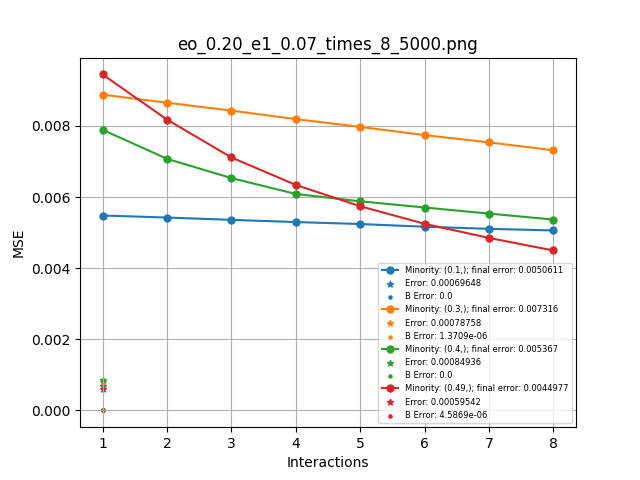 eo_0.20_e1_0.07_times_8_5000.png
MSE
0.008
0.006
0.004
0.002
0.000
Minority: (0.1,); final error: 0.0050611
Error: 0.00069648
B Error: 0.0
Minority: (0.3,); final error: 0.007316
Error: 0.00078758
B Error: 1.3709e-06
Minority: (0.4,); final error: 0.005367
Error: 0.00084936
B Error: 0.0
Minority: (0.49,); final error: 0.0044977
Error: 0.00059542
B Error: 4.5869e-06
1 2 3 4 5 6 7 8
Interactions